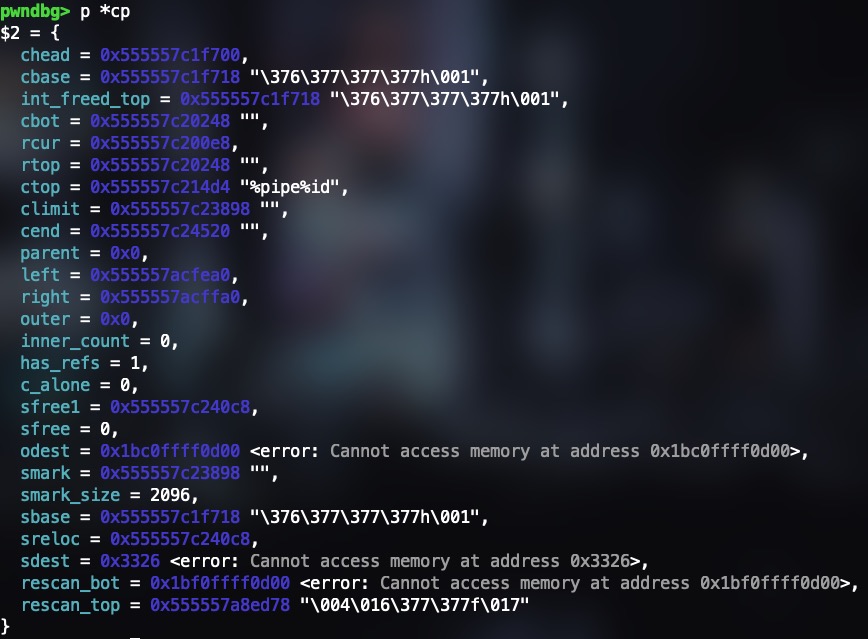 pwndbg> p *cp
$2 = {
  chead = 0x555557c1f700,
  cbase = 0x555557c1f718 "\376\377\377\377h\001",
  int_freed_top = 0x555557c1f718 "\376\377\377\377h\001",
  cbot = 0x555557c20248 "",
  rcur = 0x555557c200e8,
  rtop = 0x555557c20248 "",
  ctop = 0x555557c214d4 "%pipe%id",
  climit = 0x555557c23898 "",
  cend = 0x555557c24520 "",
  parent = 0x0,
  left = 0x555557acfea0,
  right = 0x555557acffa0,
  outer = 0x0,
  inner_count = 0,
  has_refs = 1,
  c_alone = 0,
  sfree1 = 0x555557c240c8,
  sfree = 0,
  odest = 0x1bc0ffff0d00 <error: Cannot access memory at address 0x1bc0ffff0d00>,
  smark = 0x555557c23898 "",
  smark_size = 2096,
  sbase = 0x555557c1f718 "\376\377\377\377h\001",
  sreloc = 0x555557c240c8,
  sdest = 0x3326 <error: Cannot access memory at address 0x3326>,
  rescan_bot = 0x1bf0ffff0d00 <error: Cannot access memory at address 0x1bf0ffff0d00>,
  rescan_top = 0x555557a8ed78 "\004\016\377\377f\017"
}